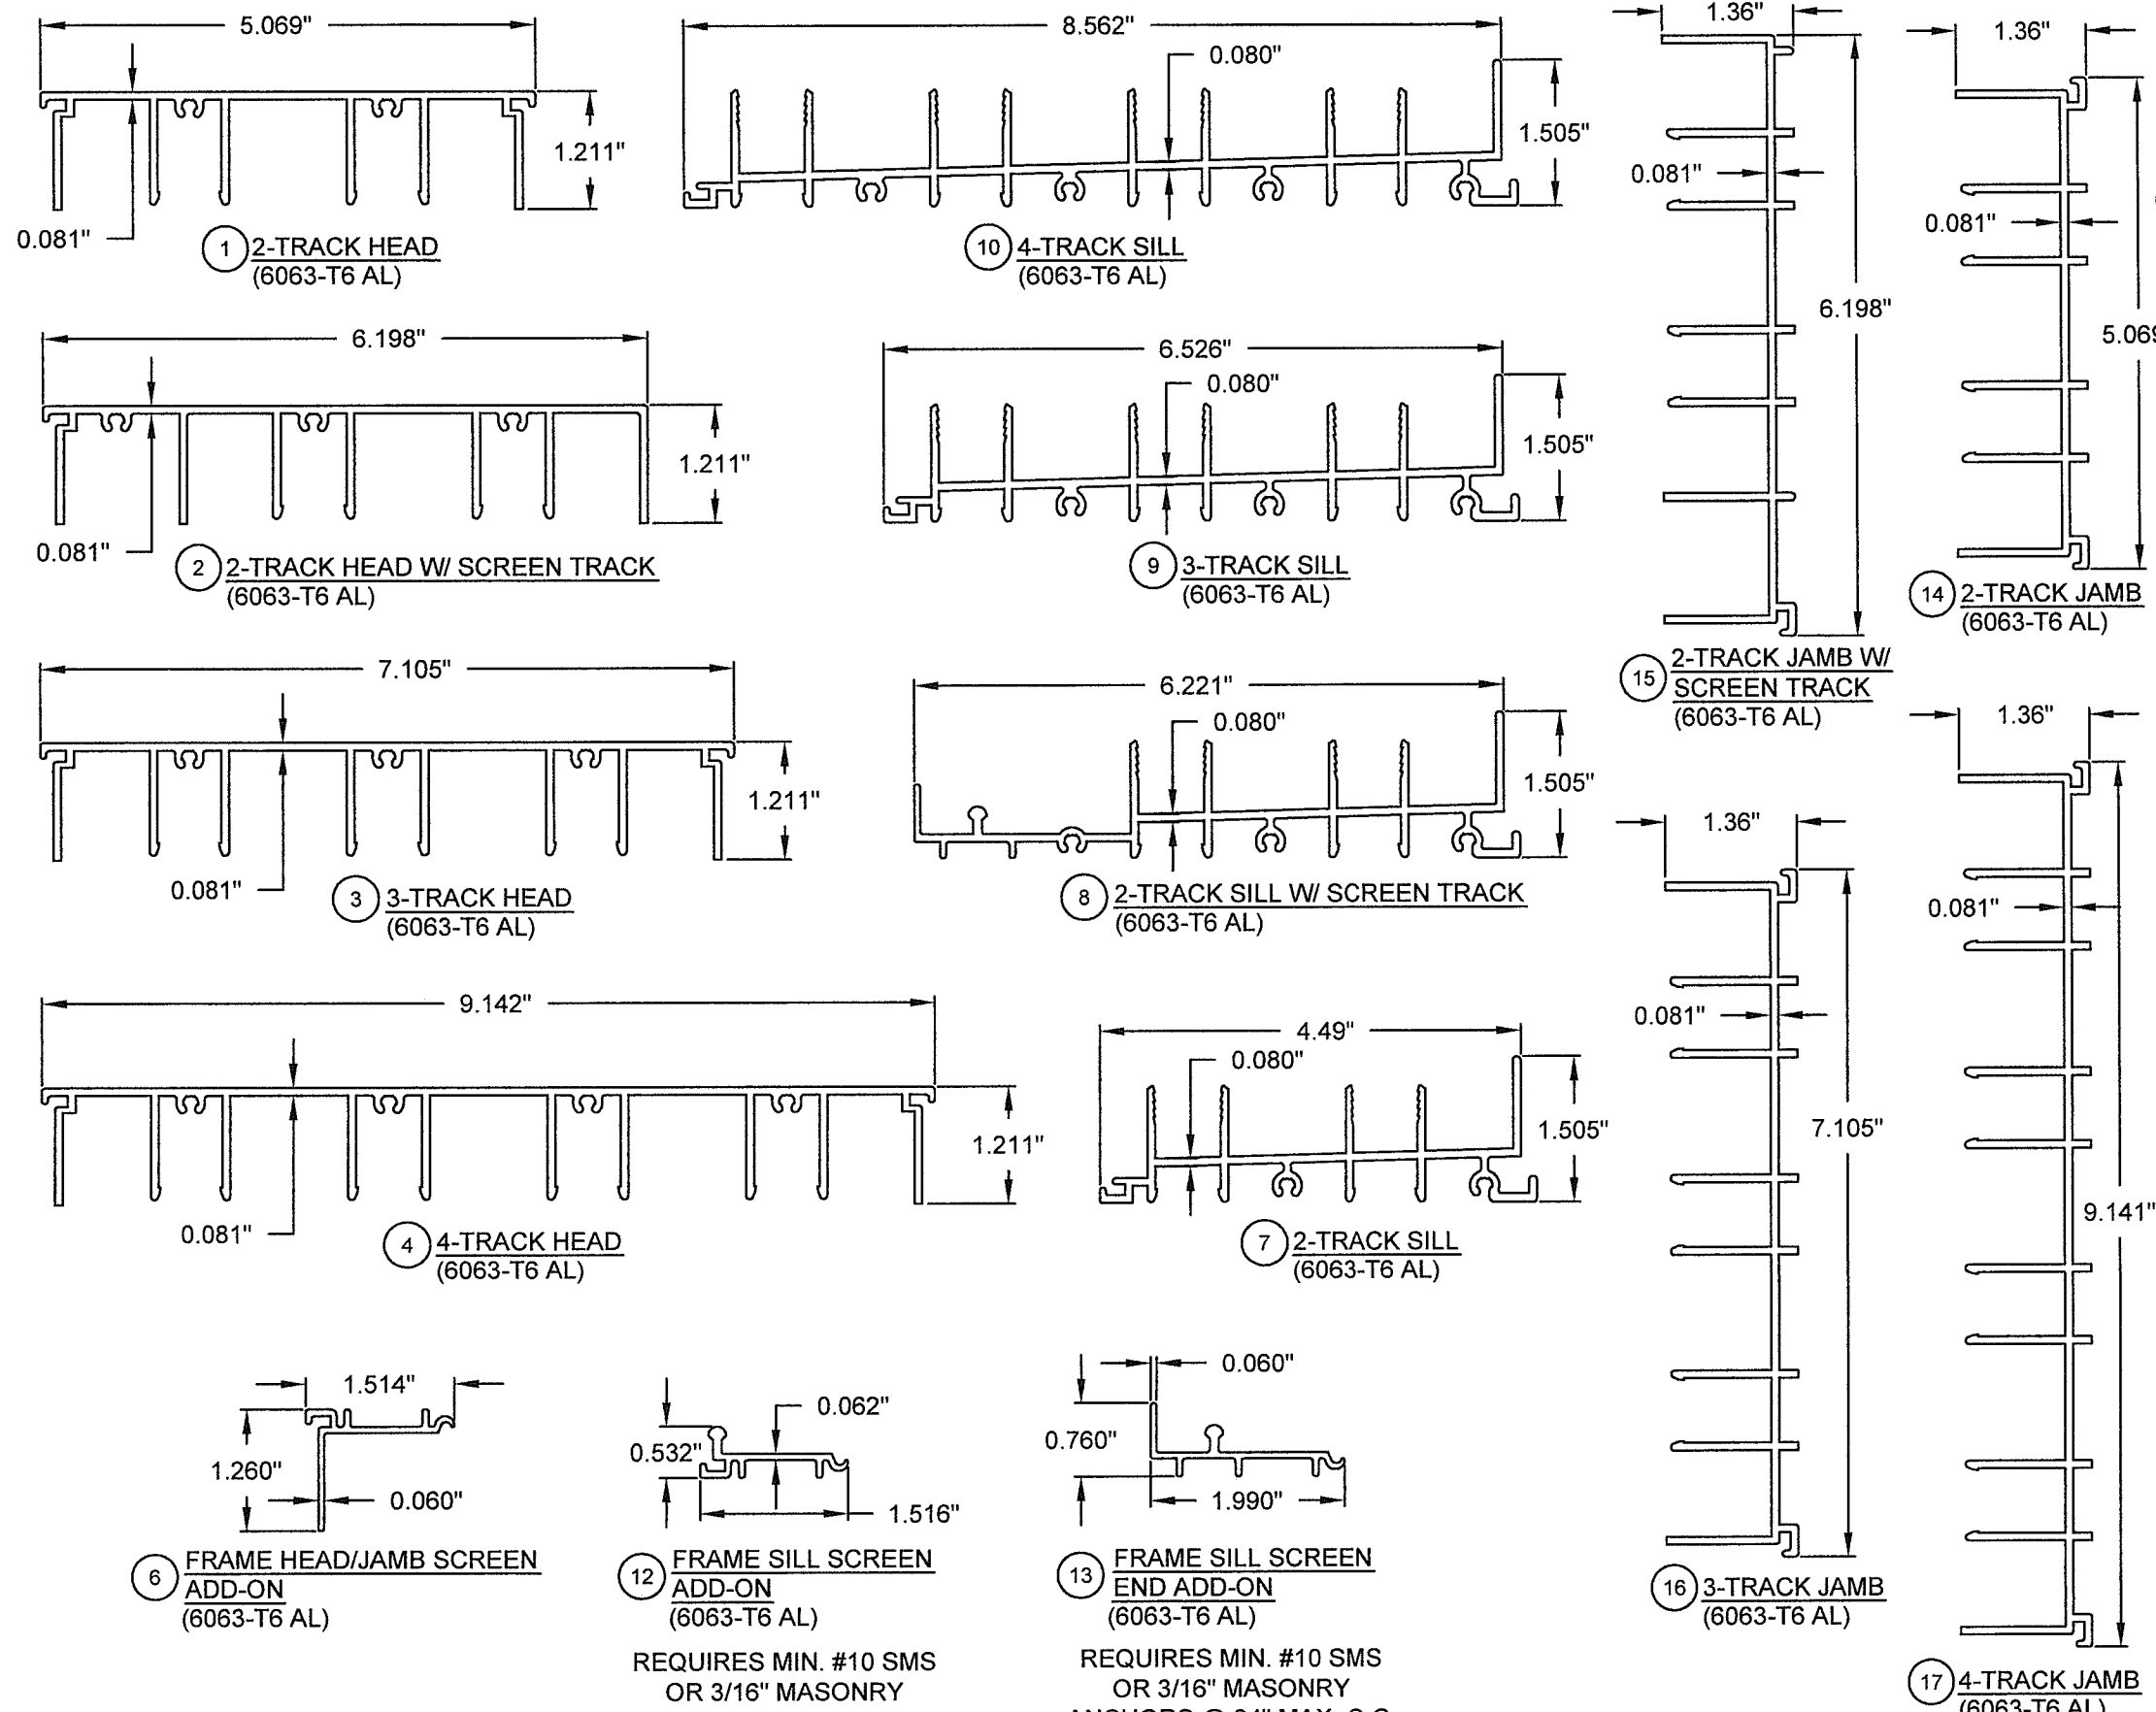 5.069"
1.211"
0.081"
1 2-TRACK HEAD
(6063-T6 AL)
8.562"
0.080"
1.505"
10 4-TRACK SILL
(6063-T6 AL)
1.36"
0.081"
6.198"
15 2-TRACK JAMB W/
SCREEN TRACK
(6063-T6 AL)
1.36"
0.081"
5.069
14 2-TRACK JAMB
(6063-T6 AL)
6.198"
1.211"
0.081"
2 2-TRACK HEAD W/ SCREEN TRACK
(6063-T6 AL)
6.526"
0.080"
1.505"
9 3-TRACK SILL
(6063-T6 AL)
7.105"
1.211"
0.081"
3 3-TRACK HEAD
(6063-T6 AL)
6.221"
0.080"
1.505"
8 2-TRACK SILL W/ SCREEN TRACK
(6063-T6 AL)
9.142"
1.211"
0.081"
4 4-TRACK HEAD
(6063-T6 AL)
4.49"
0.080"
1.505"
7 2-TRACK SILL
(6063-T6 AL)
1.36"
0.081"
7.105"
16 3-TRACK JAMB
(6063-T6 AL)
1.36"
0.081"
9.141"
17 4-TRACK JAMB
(6063-T6 AL)
1.514"
1.260"
0.060"
6 FRAME HEAD/JAMB SCREEN
ADD-ON
(6063-T6 AL)
0.062"
0.532"
1.516"
12 FRAME SILL SCREEN
ADD-ON
(6063-T6 AL)
REQUIRES MIN. #10 SMS
OR 3/16" MASONRY
0.060"
0.760"
1.990"
13 FRAME SILL SCREEN
END ADD-ON
(6063-T6 AL)
REQUIRES MIN. #10 SMS
OR 3/16" MASONRY
ANCHORS @ 24" MAX. O.C.